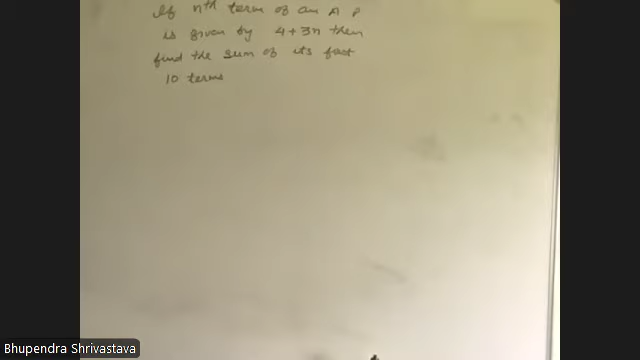 If nth term of an A P
is given by 4+3n then
find the sum of its first
10 terms
Bhupendra Shrivastava